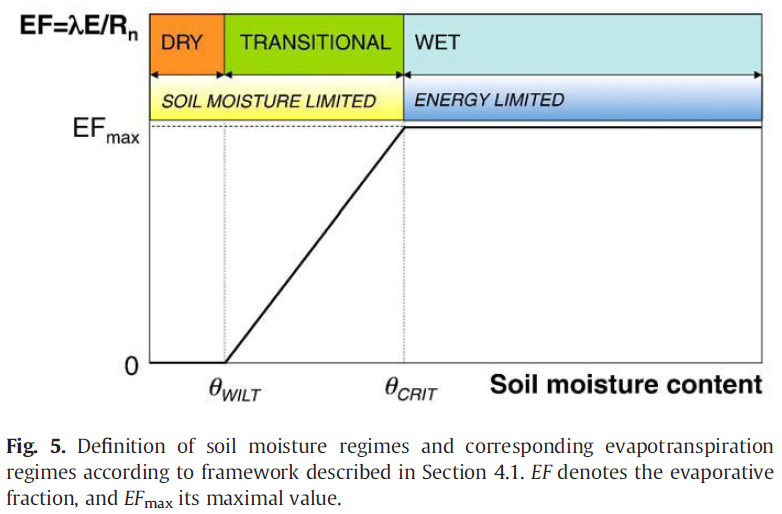 EF=λE/Rn
DRY
TRANSITIONAL
WET
SOIL MOISTURE LIMITED
ENERGY LIMITED
EFmax
0
θWILT
θCRIT
Soil moisture content
Fig. 5. Definition of soil moisture regimes and corresponding evapotranspiration
regimes according to framework described in Section 4.1. EF denotes the evaporative
fraction, and EFmax its maximal value.